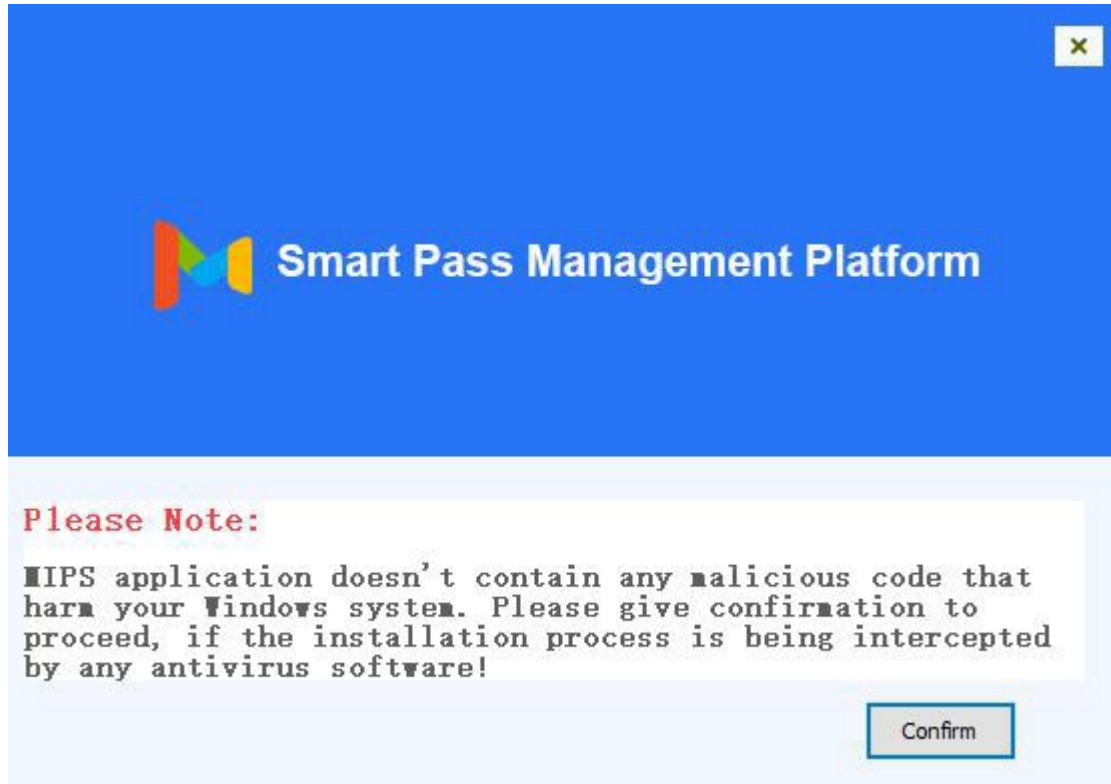 Smart Pass Management Platform
Please Note:
MIPS application doesn't contain any malicious code that
harm your Windows system. Please give confirmation to
proceed, if the installation process is being intercepted
by any antivirus software!
Confirm